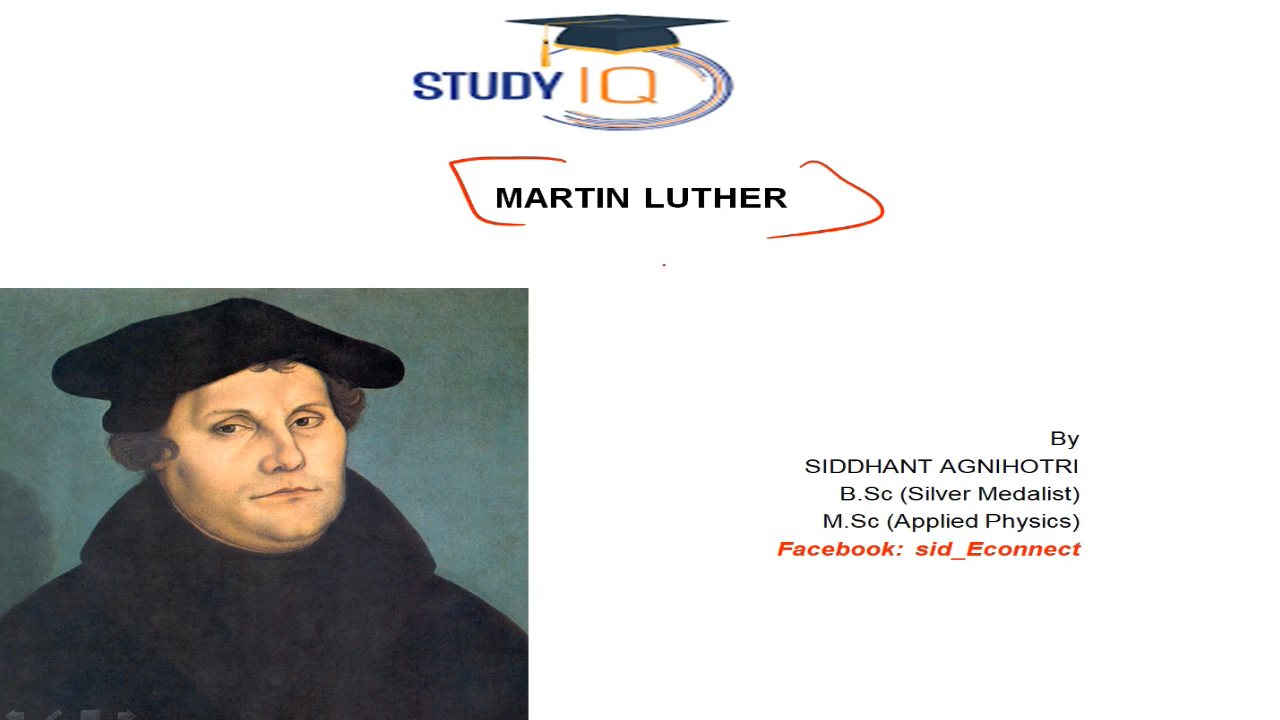 STUDY IQ
MARTIN LUTHER
By
SIDDHANT AGNIHOTRI
B.Sc (Silver Medalist)
M.Sc (Applied Physics)
Facebook: sid_Econnect